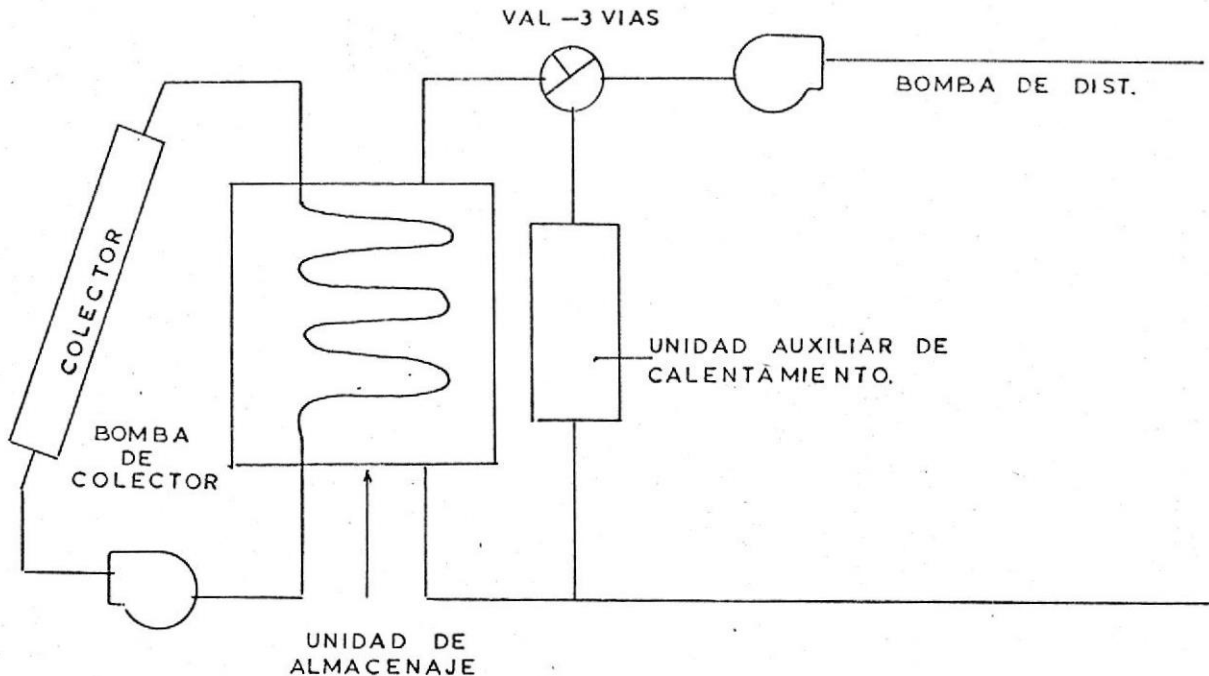 VAL –3 VIAS
BOMBA DE DIST.
COLECTOR
UNIDAD AUXILIAR DE
CALENTAMIENTO.
BOMBA
DE
COLECTOR
UNIDAD DE
ALMACENAJE